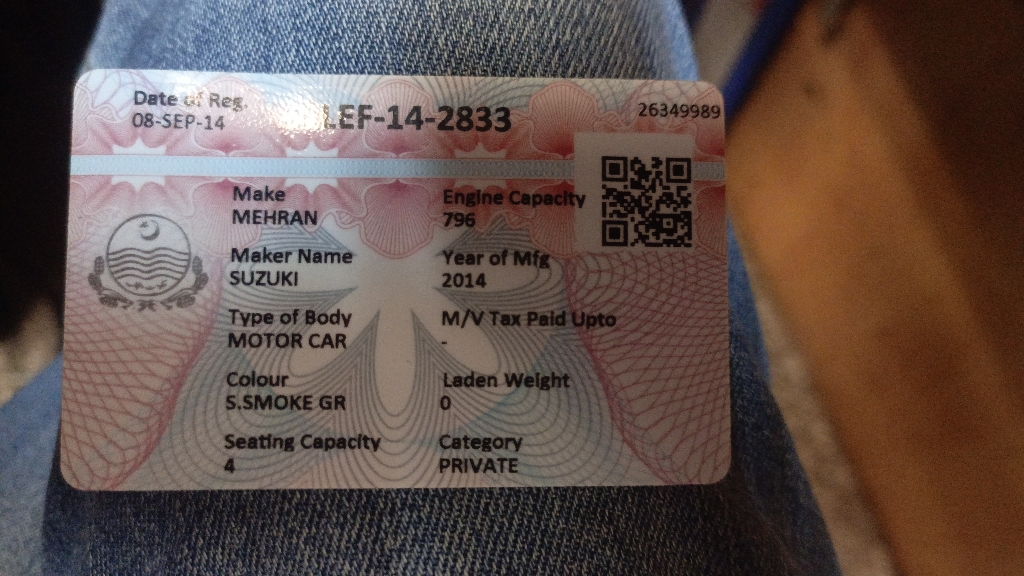 Date of Reg.
08-SEP-14
LEF-14-2833
26349989
Make
MEHRAN
Engine Capacity
796
Maker Name
SUZUKI
Year of Mfg
2014
Type of Body
MOTOR CAR
M/V Tax Paid Upto
-
Colour
S.SMOKE GR
Laden Weight
0
Seating Capacity
4
Category
PRIVATE